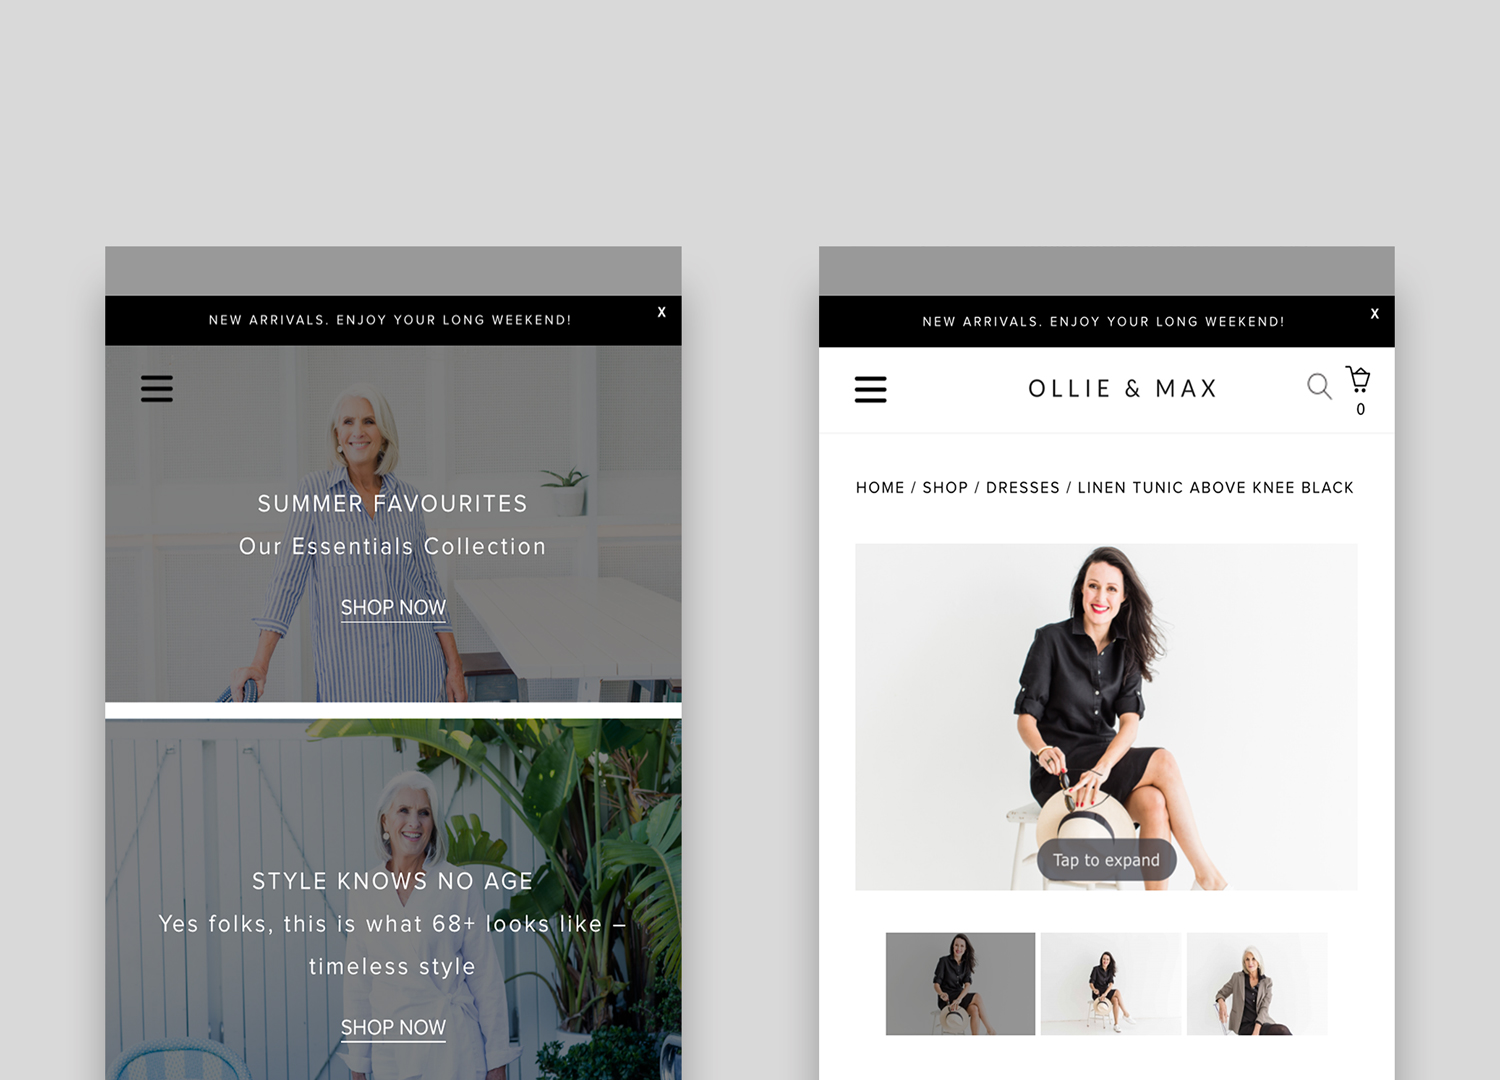 NEW ARRIVALS. ENJOY YOUR LONG WEEKEND!
X
SUMMER FAVOURITES
Our Essentials Collection
SHOP NOW
STYLE KNOWS NO AGE
Yes folks, this is what 68+ looks like –
timeless style
SHOP NOW
NEW ARRIVALS. ENJOY YOUR LONG WEEKEND!
X
OLLIE & MAX
0
HOME / SHOP / DRESSES / LINEN TUNIC ABOVE KNEE BLACK
Tap to expand